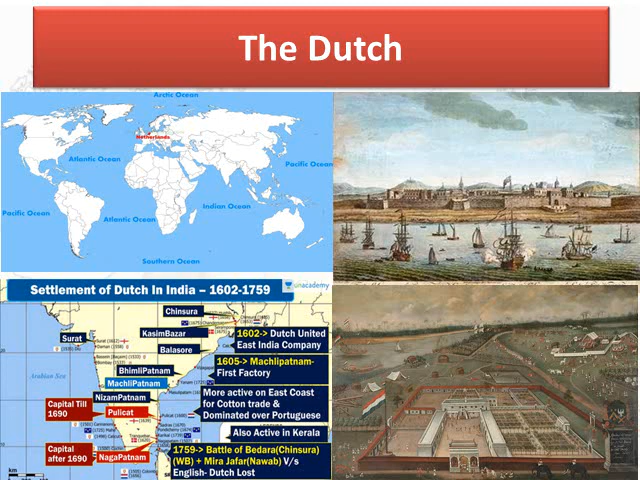 The Dutch
Arctic Ocean
Netherlands
Atlantic Ocean
Pacific Ocean
Pacific Ocean
Atlantic Ocean
Indian Ocean
Southern Ocean
Settlement of Dutch In India – 1602-1759
unacademy
Chinsura
KasimBazar
Surat
Balasore
1602-> Dutch United
East India Company
BhimliPatnam
MachliPatnam
1605-> Machlipatnam-
First Factory
Arabian Sea
NizamPatnam
Capital Till
1690
Pulicat
More active on East Coast
for Cotton trade &
Dominated over Portuguese
Also Active in Kerala
Capital
after 1690
NagaPatnam
1759-> Battle of Bedara(Chinsura)
(WB) + Mira Jafar(Nawab) V/s
English- Dutch Lost
km